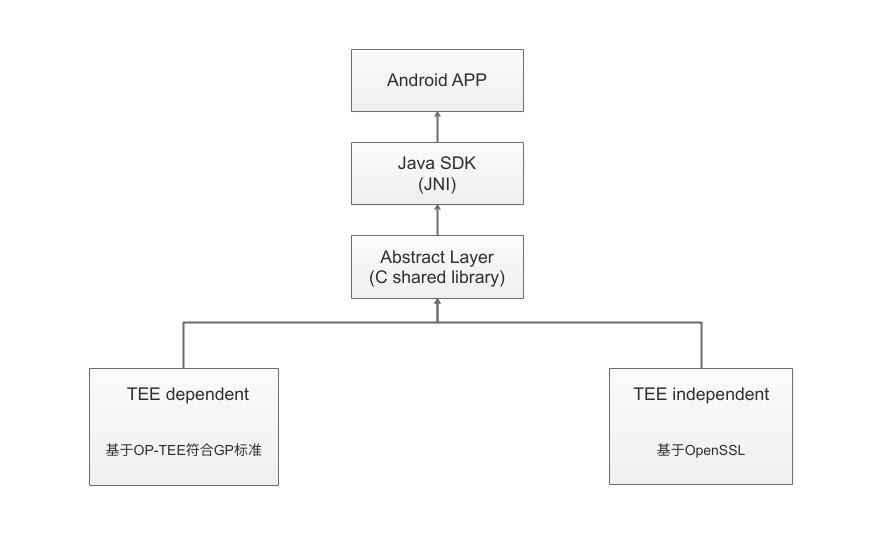 Android APP
Java SDK
(JNI)
Abstract Layer
(C shared library)
TEE dependent
基于OP-TEE符合GP标准
TEE independent
基于OpenSSL